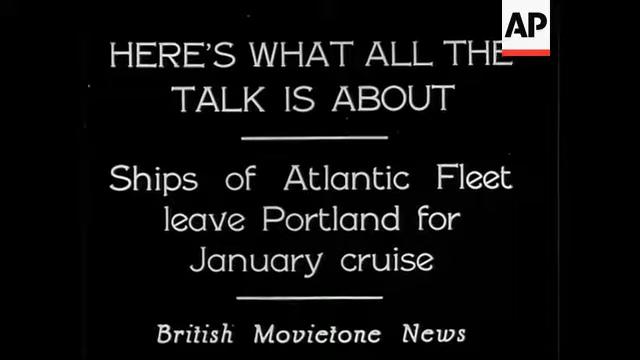 AP
HERE'S WHAT ALL THE
TALK IS ABOUT
Ships of Atlantic Fleet
leave Portland for
January cruise
British Movietone News